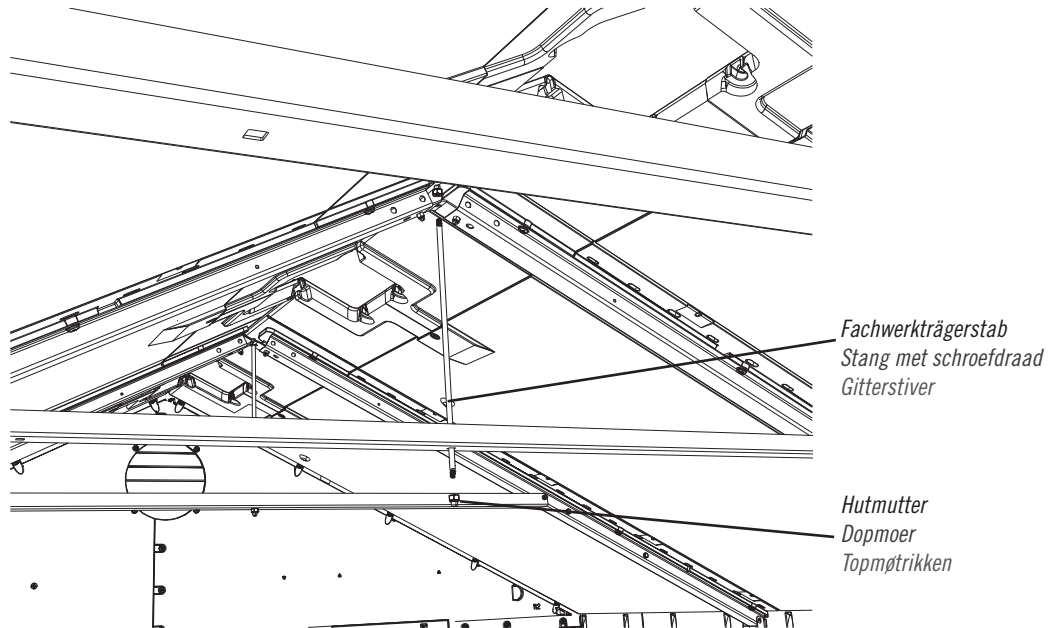 Fachwerkträgerstab
Stang met schroefdraad
Gitterstiver
Hutmutter
Dopmoer
Topmøtrikken